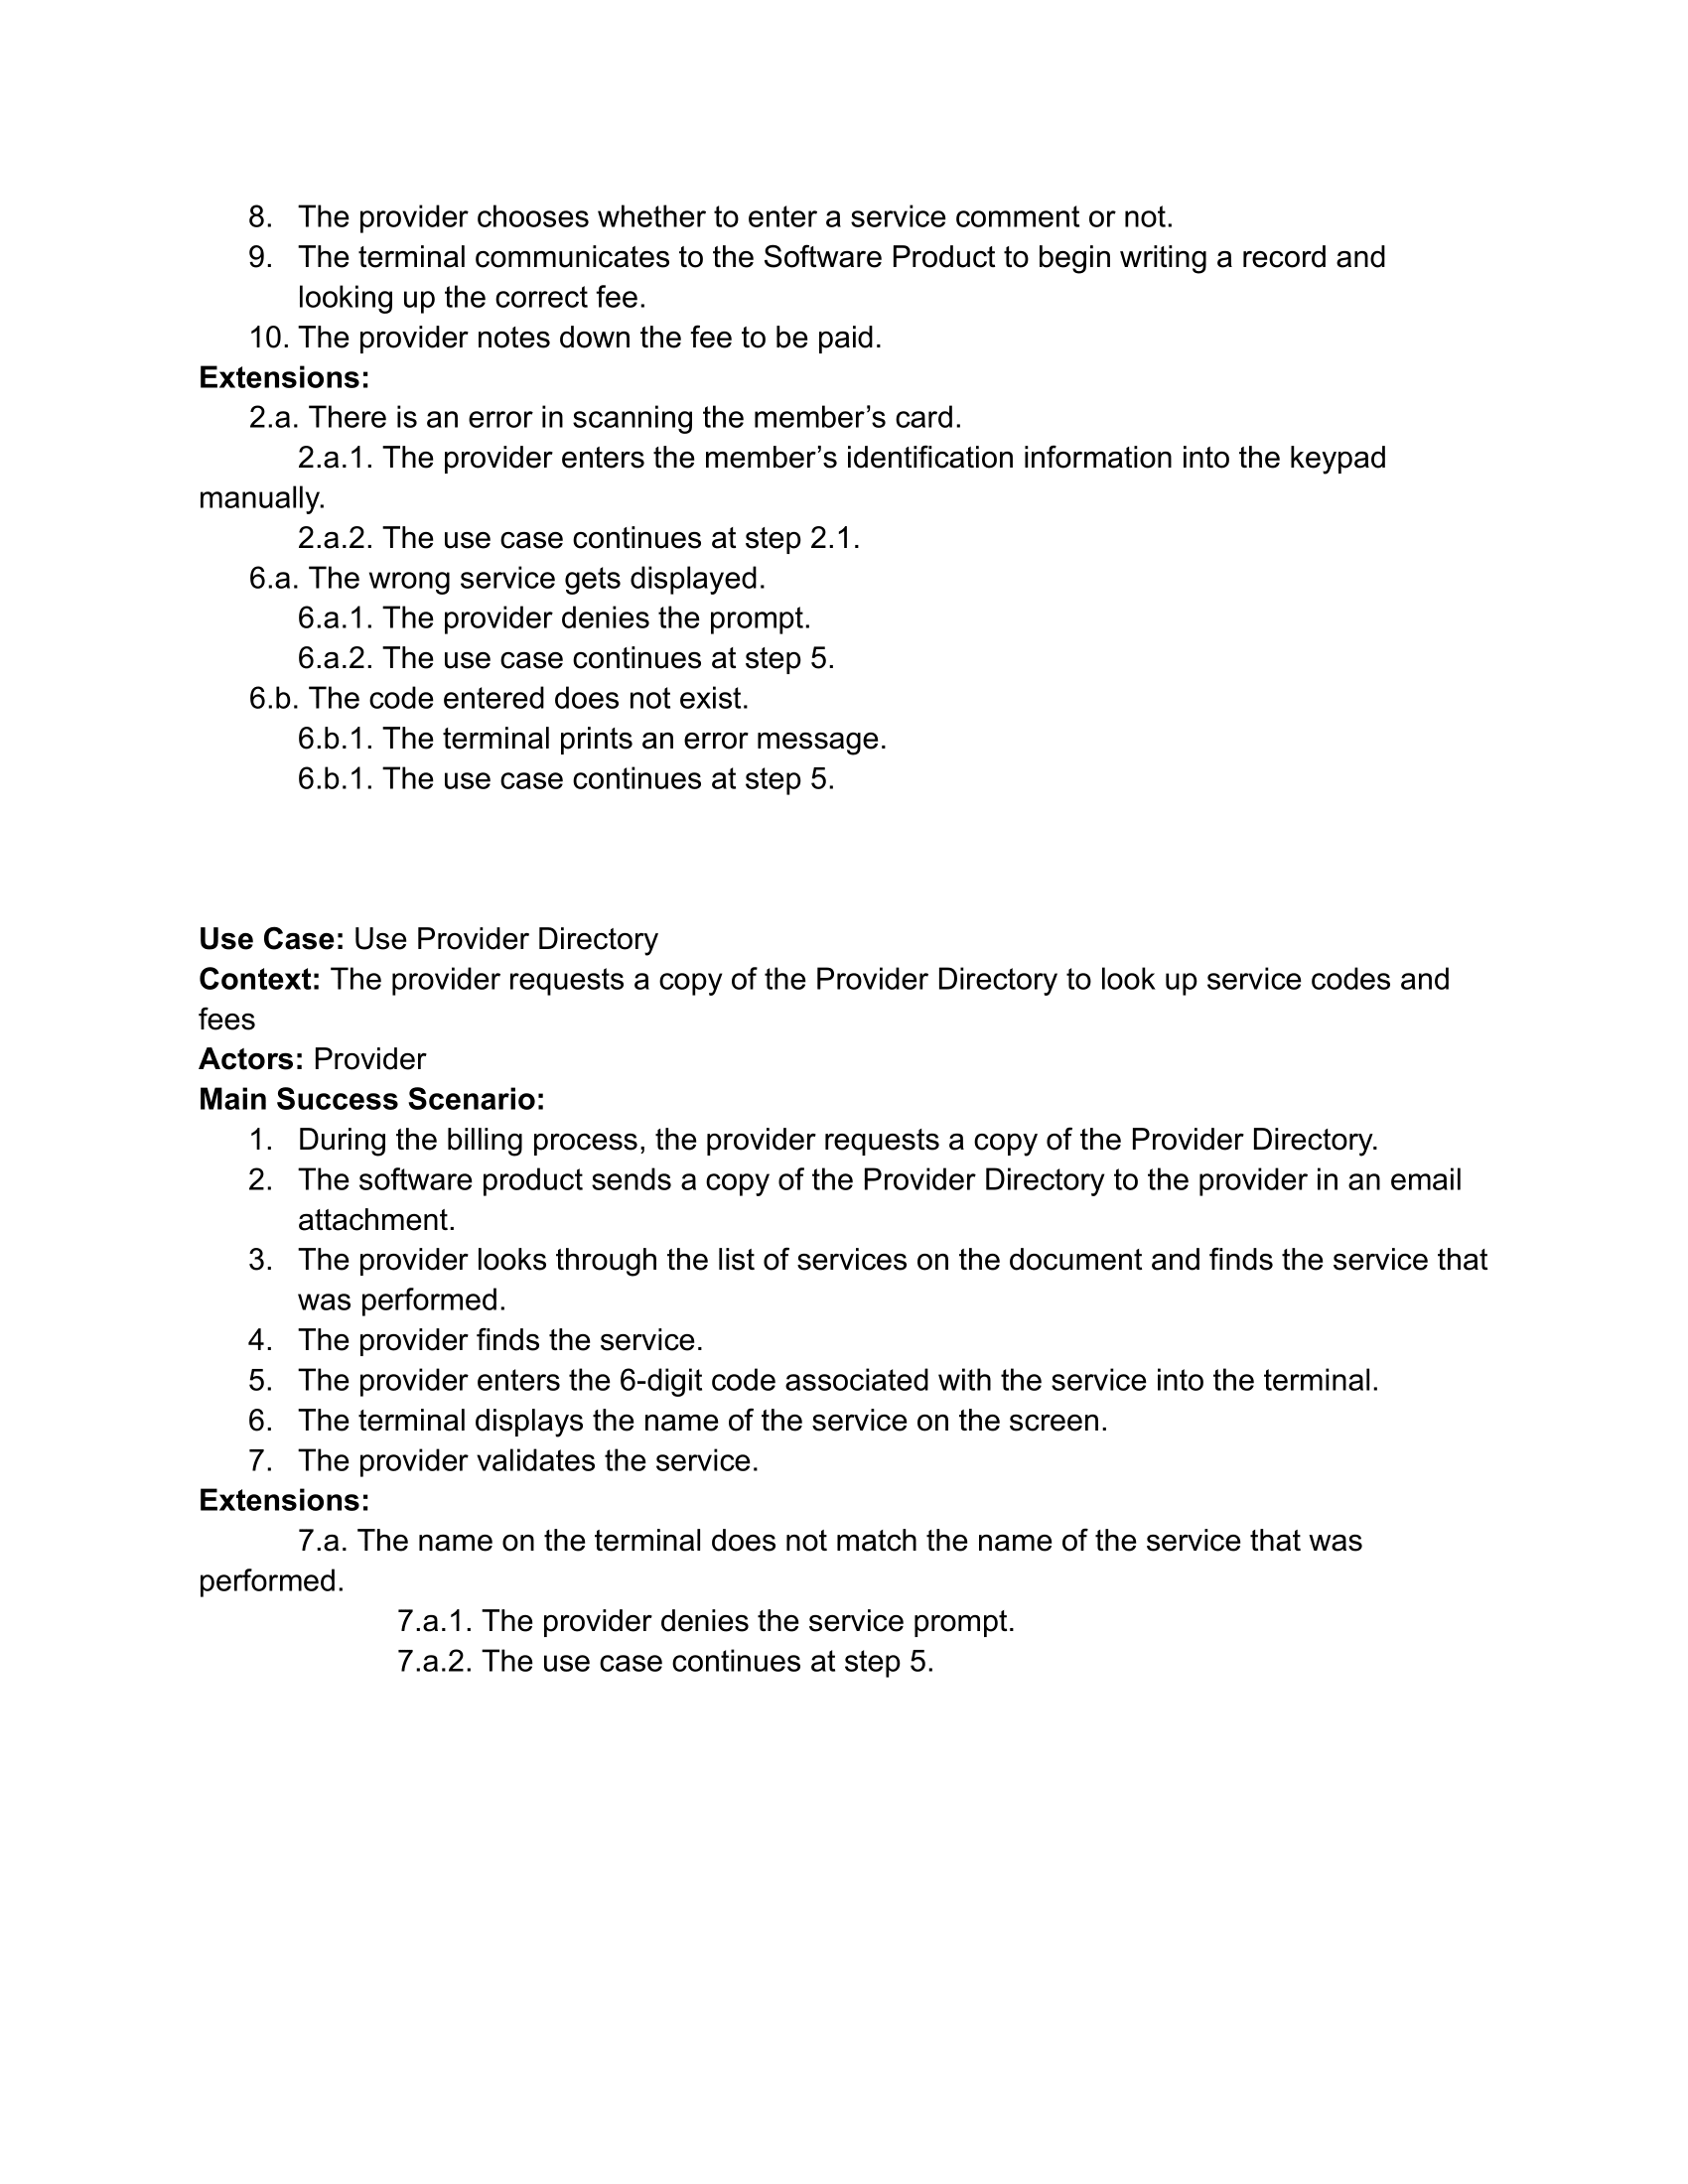 8. The provider chooses whether to enter a service comment or not.
9. The terminal communicates to the Software Product to begin writing a record and
looking up the correct fee.
10. The provider notes down the fee to be paid.
Extensions:
2.a. There is an error in scanning the member’s card.
2.a.1. The provider enters the member’s identification information into the keypad
manually.
2.a.2. The use case continues at step 2.1.
6.a. The wrong service gets displayed.
6.a.1. The provider denies the prompt.
6.a.2. The use case continues at step 5.
6.b. The code entered does not exist.
6.b.1. The terminal prints an error message.
6.b.1. The use case continues at step 5.
Use Case: Use Provider Directory
Context: The provider requests a copy of the Provider Directory to look up service codes and
fees
Actors: Provider
Main Success Scenario:
1. During the billing process, the provider requests a copy of the Provider Directory.
2. The software product sends a copy of the Provider Directory to the provider in an email
attachment.
3. The provider looks through the list of services on the document and finds the service that
was performed.
4. The provider finds the service.
5. The provider enters the 6-digit code associated with the service into the terminal.
6. The terminal displays the name of the service on the screen.
7. The provider validates the service.
Extensions:
7.a. The name on the terminal does not match the name of the service that was
performed.
7.a.1. The provider denies the service prompt.
7.a.2. The use case continues at step 5.